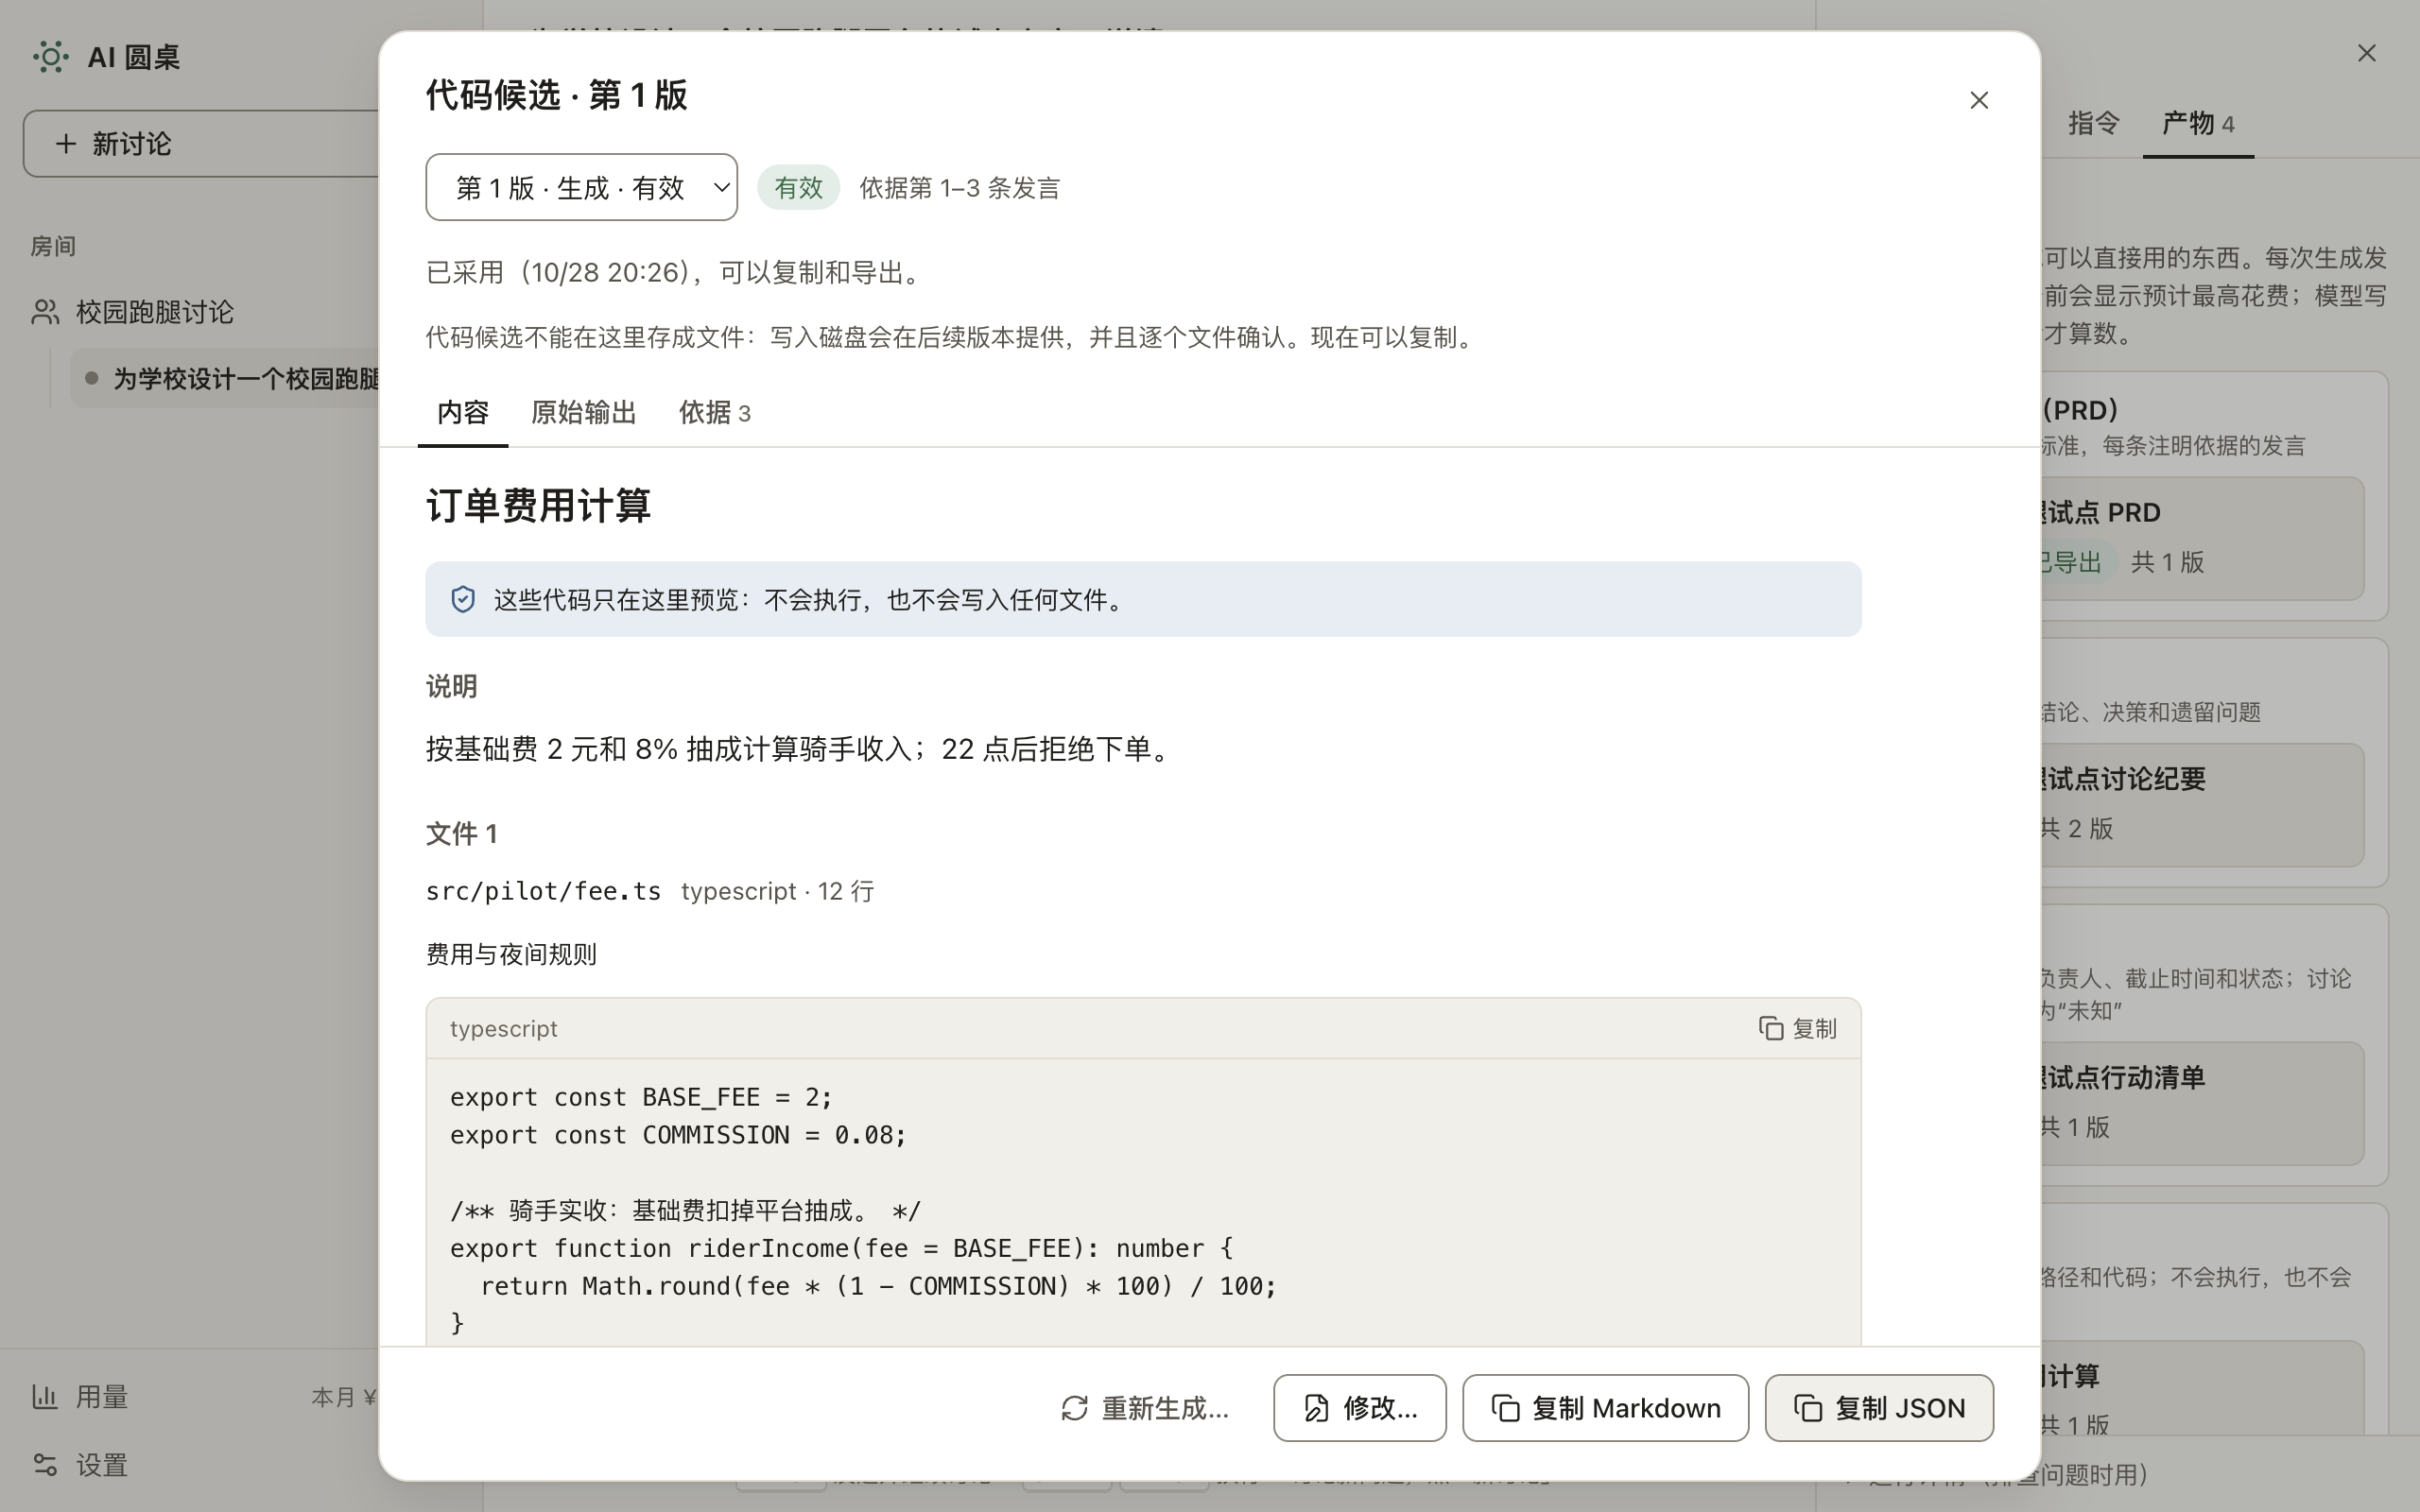 AI 圆桌
新讨论
房间
校园跑腿讨论
为学校设计一个校园跑腿
用量
本月 ¥
设置
代码候选 · 第 1 版
第 1 版 · 生成 · 有效
有效
依据第 1–3 条发言
已采用（10/28 20:26），可以复制和导出。
代码候选不能在这里存成文件：写入磁盘会在后续版本提供，并且逐个文件确认。现在可以复制。
内容
原始输出
依据 3
订单费用计算
这些代码只在这里预览：不会执行，也不会写入任何文件。
说明
按基础费 2 元和 8% 抽成计算骑手收入；22 点后拒绝下单。
文件 1
src/pilot/fee.ts typescript · 12 行
费用与夜间规则
typescript
复制
export const BASE_FEE = 2;
export const COMMISSION = 0.08;
/** 骑手实收：基础费扣掉平台抽成。 */
export function riderIncome(fee = BASE_FEE): number {
return Math.round(fee * (1 - COMMISSION) * 100) / 100;
}
重新生成...
修改...
复制 Markdown
复制 JSON
指令
产物 4
可以直接用的东西。每次生成发
前会显示预计最高花费；模型写
才算数。
（PRD）
标准，每条注明依据的发言
试点 PRD
已导出
共 1 版
结论、决策和遗留问题
试点讨论纪要
共 2 版
负责人、截止时间和状态；讨论
为“未知”
试点行动清单
共 1 版
路径和代码；不会执行，也不会
计算
共 1 版
问题时用）